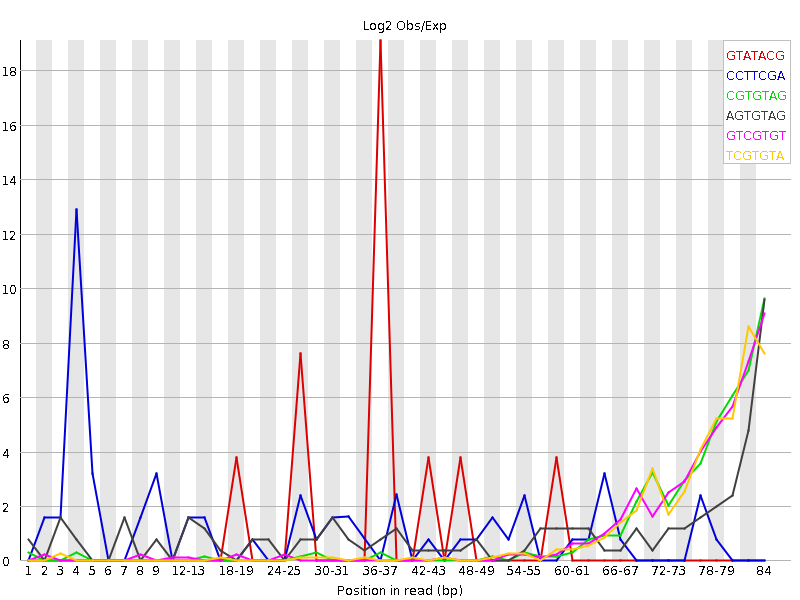 Log2 Obs/Exp
GTATACG
CCTTCGA
CGTGTAG
AGTGTAG
GTCGTGT
TCGTGTA
18
16
14
12
10
8
6
4
2
0
1 2 3 4 5 6 7 8 9 12-13 18-19 24-25 30-31 36-37 42-43 48-49 54-55 60-61 66-67 72-73 78-79 84
Position in read (bp)